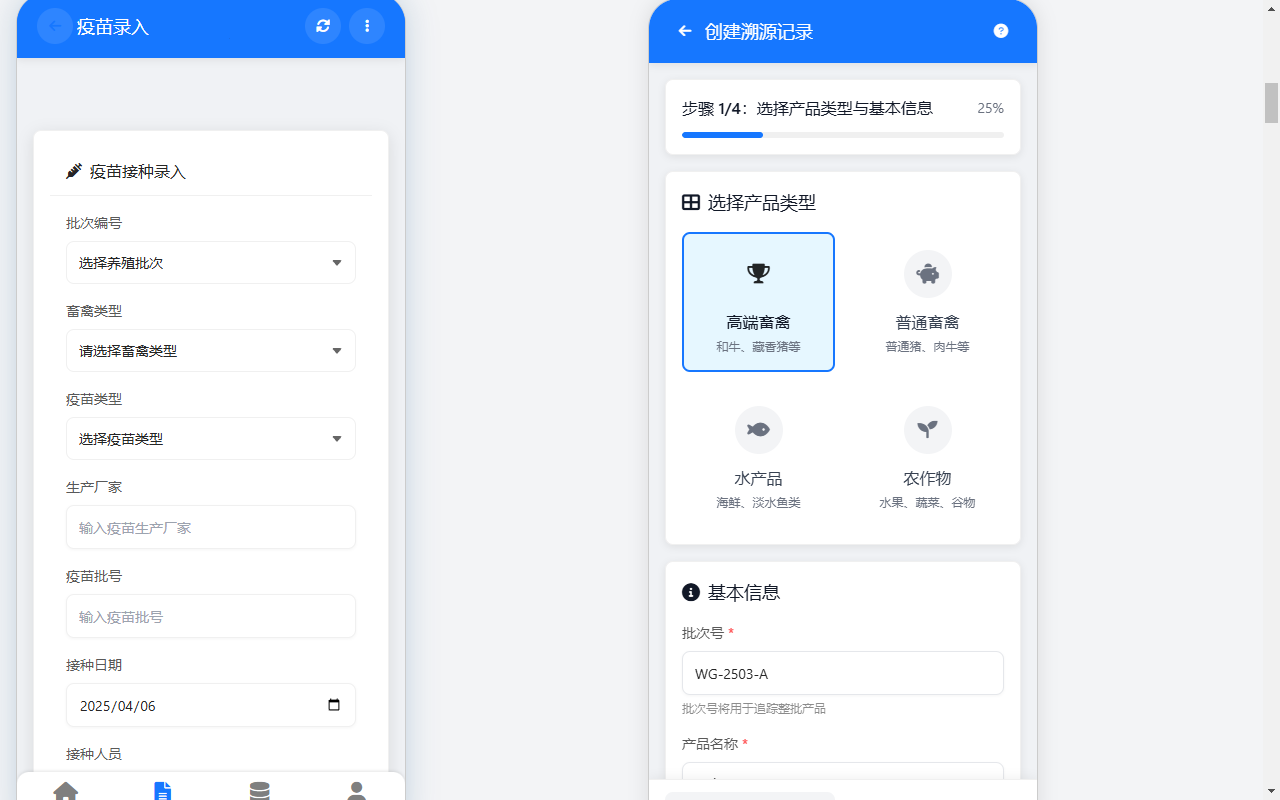 疫苗录入
疫苗接种录入
批次编号
选择养殖批次
畜禽类型
请选择畜禽类型
疫苗类型
选择疫苗类型
生产厂家
输入疫苗生产厂家
疫苗批号
输入疫苗批号
接种日期
2025/04/06
接种人员
创建溯源记录
步骤 1/4：选择产品类型与基本信息
25%
选择产品类型
高端畜禽
和牛、藏香猪等
普通畜禽
普通猪、肉牛等
水产品
海鲜、淡水鱼类
农作物
水果、蔬菜、谷物
基本信息
批次号 *
WG-2503-A
批次号将用于追踪整批产品
产品名称 *